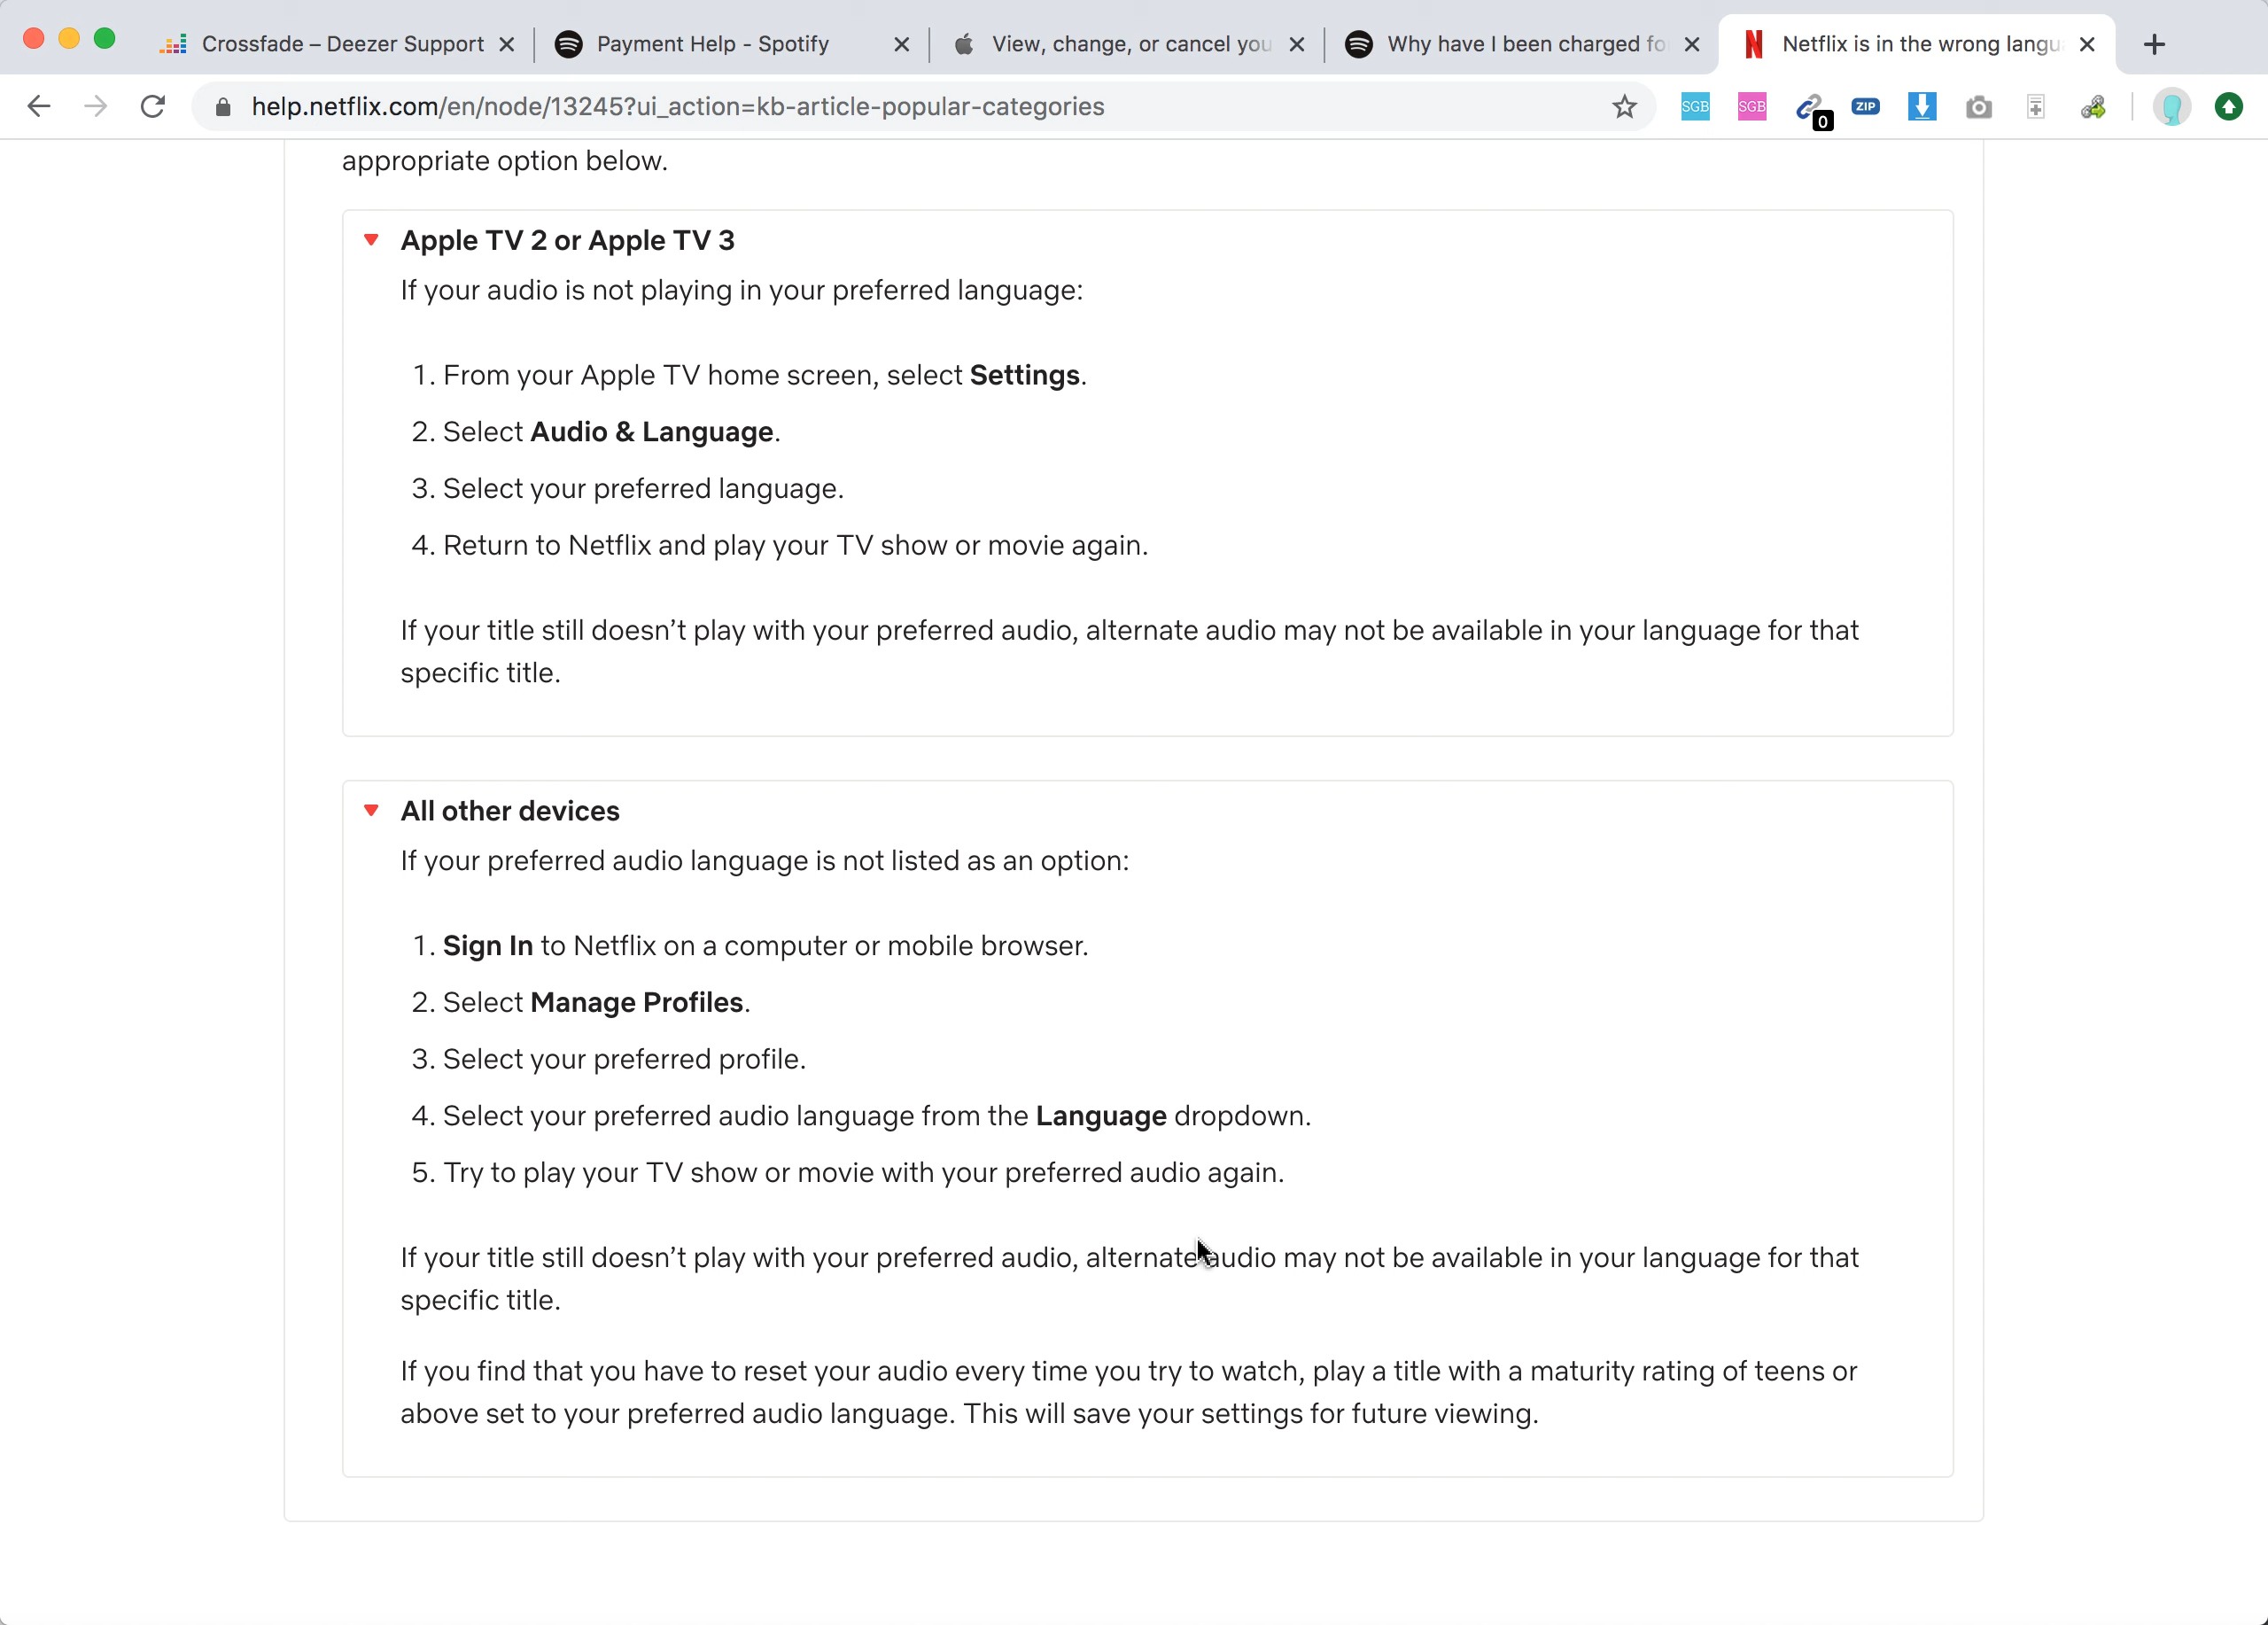 Crossfade – Deezer Support
Payment Help - Spotify
View, change, or cancel you
Why have I been charged fo
Netflix is in the wrong langu
help.netflix.com/en/node/13245?ui_action=kb-article-popular-categories
SGB
SGB
0
ZIP
appropriate option below.
Apple TV 2 or Apple TV 3
If your audio is not playing in your preferred language:
1. From your Apple TV home screen, select Settings.
2. Select Audio & Language.
3. Select your preferred language.
4. Return to Netflix and play your TV show or movie again.
If your title still doesn’t play with your preferred audio, alternate audio may not be available in your language for that
specific title.
All other devices
If your preferred audio language is not listed as an option:
1. Sign In to Netflix on a computer or mobile browser.
2. Select Manage Profiles.
3. Select your preferred profile.
4. Select your preferred audio language from the Language dropdown.
5. Try to play your TV show or movie with your preferred audio again.
If your title still doesn’t play with your preferred audio, alternate audio may not be available in your language for that
specific title.
If you find that you have to reset your audio every time you try to watch, play a title with a maturity rating of teens or
above set to your preferred audio language. This will save your settings for future viewing.